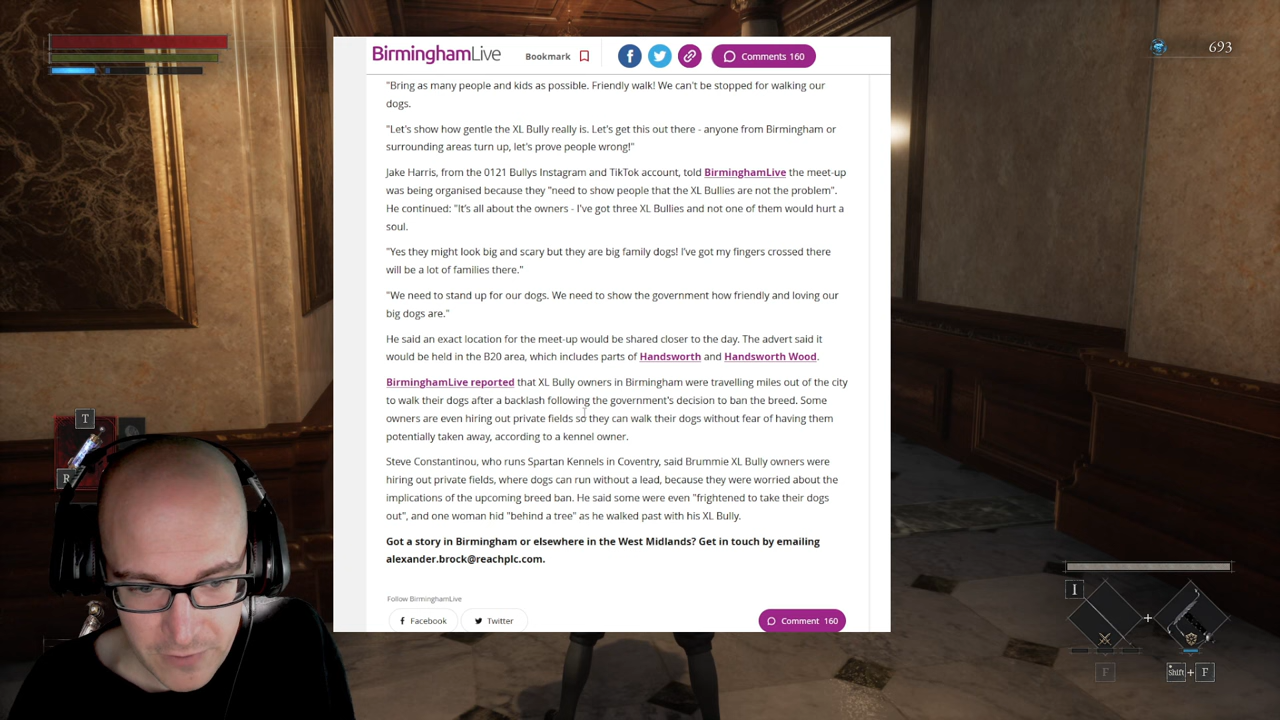 693
BirminghamLive
Bookmark
Comments 160
"Bring as many people and kids as possible. Friendly walk! We can't be stopped for walking our
dogs.
"Let's show how gentle the XL Bully really is. Let's get this out there - anyone from Birmingham or
surrounding areas turn up, let's prove people wrong!"
Jake Harris, from the 0121 Bullys Instagram and TikTok account, told BirminghamLive the meet-up
was being organised because they "need to show people that the XL Bullies are not the problem".
He continued: "It's all about the owners - I've got three XL Bullies and not one of them would hurt a
soul.
"Yes they might look big and scary but they are big family dogs! I've got my fingers crossed there
will be a lot of families there."
"We need to stand up for our dogs. We need to show the government how friendly and loving our
big dogs are."
He said an exact location for the meet-up would be shared closer to the day. The advert said it
would be held in the B20 area, which includes parts of Handsworth and Handsworth Wood.
BirminghamLive reported that XL Bully owners in Birmingham were travelling miles out of the city
to walk their dogs after a backlash following the government's decision to ban the breed. Some
owners are even hiring out private fields so they can walk their dogs without fear of having them
potentially taken away, according to a kennel owner.
Steve Constantinou, who runs Spartan Kennels in Coventry, said Brummie XL Bully owners were
hiring out private fields, where dogs can run without a lead, because they were worried about the
implications of the upcoming breed ban. He said some were even "frightened to take their dogs
out", and one woman hid "behind a tree" as he walked past with his XL Bully.
Got a story in Birmingham or elsewhere in the West Midlands? Get in touch by emailing
alexander.brock@reachplc.com.
Follow BirminghamLive
Facebook
Twitter
Comment 160
T
R
I
F
Shift + F